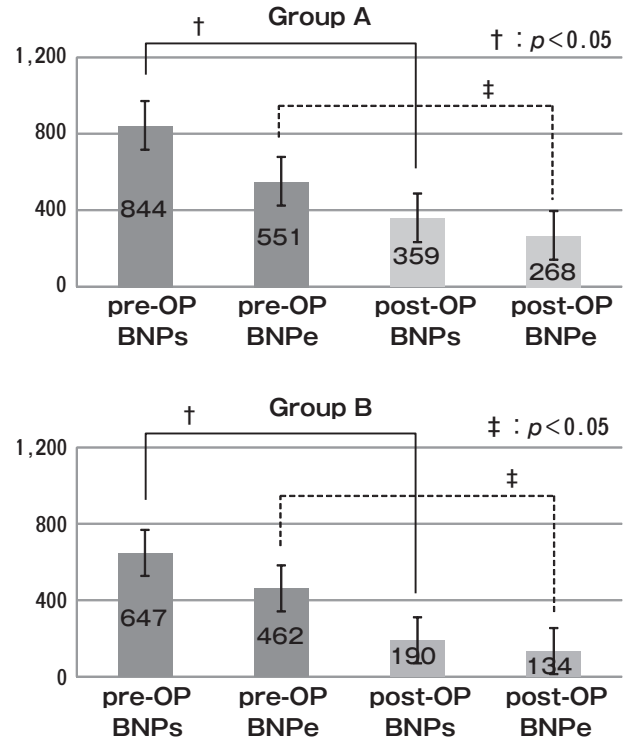 Group A
† : p<0.05
†
‡
1,200
800
400
0
844
551
359
268
pre-OP BNPs
pre-OP BNPe
post-OP BNPs
post-OP BNPe
Group B
‡ : p<0.05
†
‡
1,200
800
400
0
647
462
190
134
pre-OP BNPs
pre-OP BNPe
post-OP BNPs
post-OP BNPe